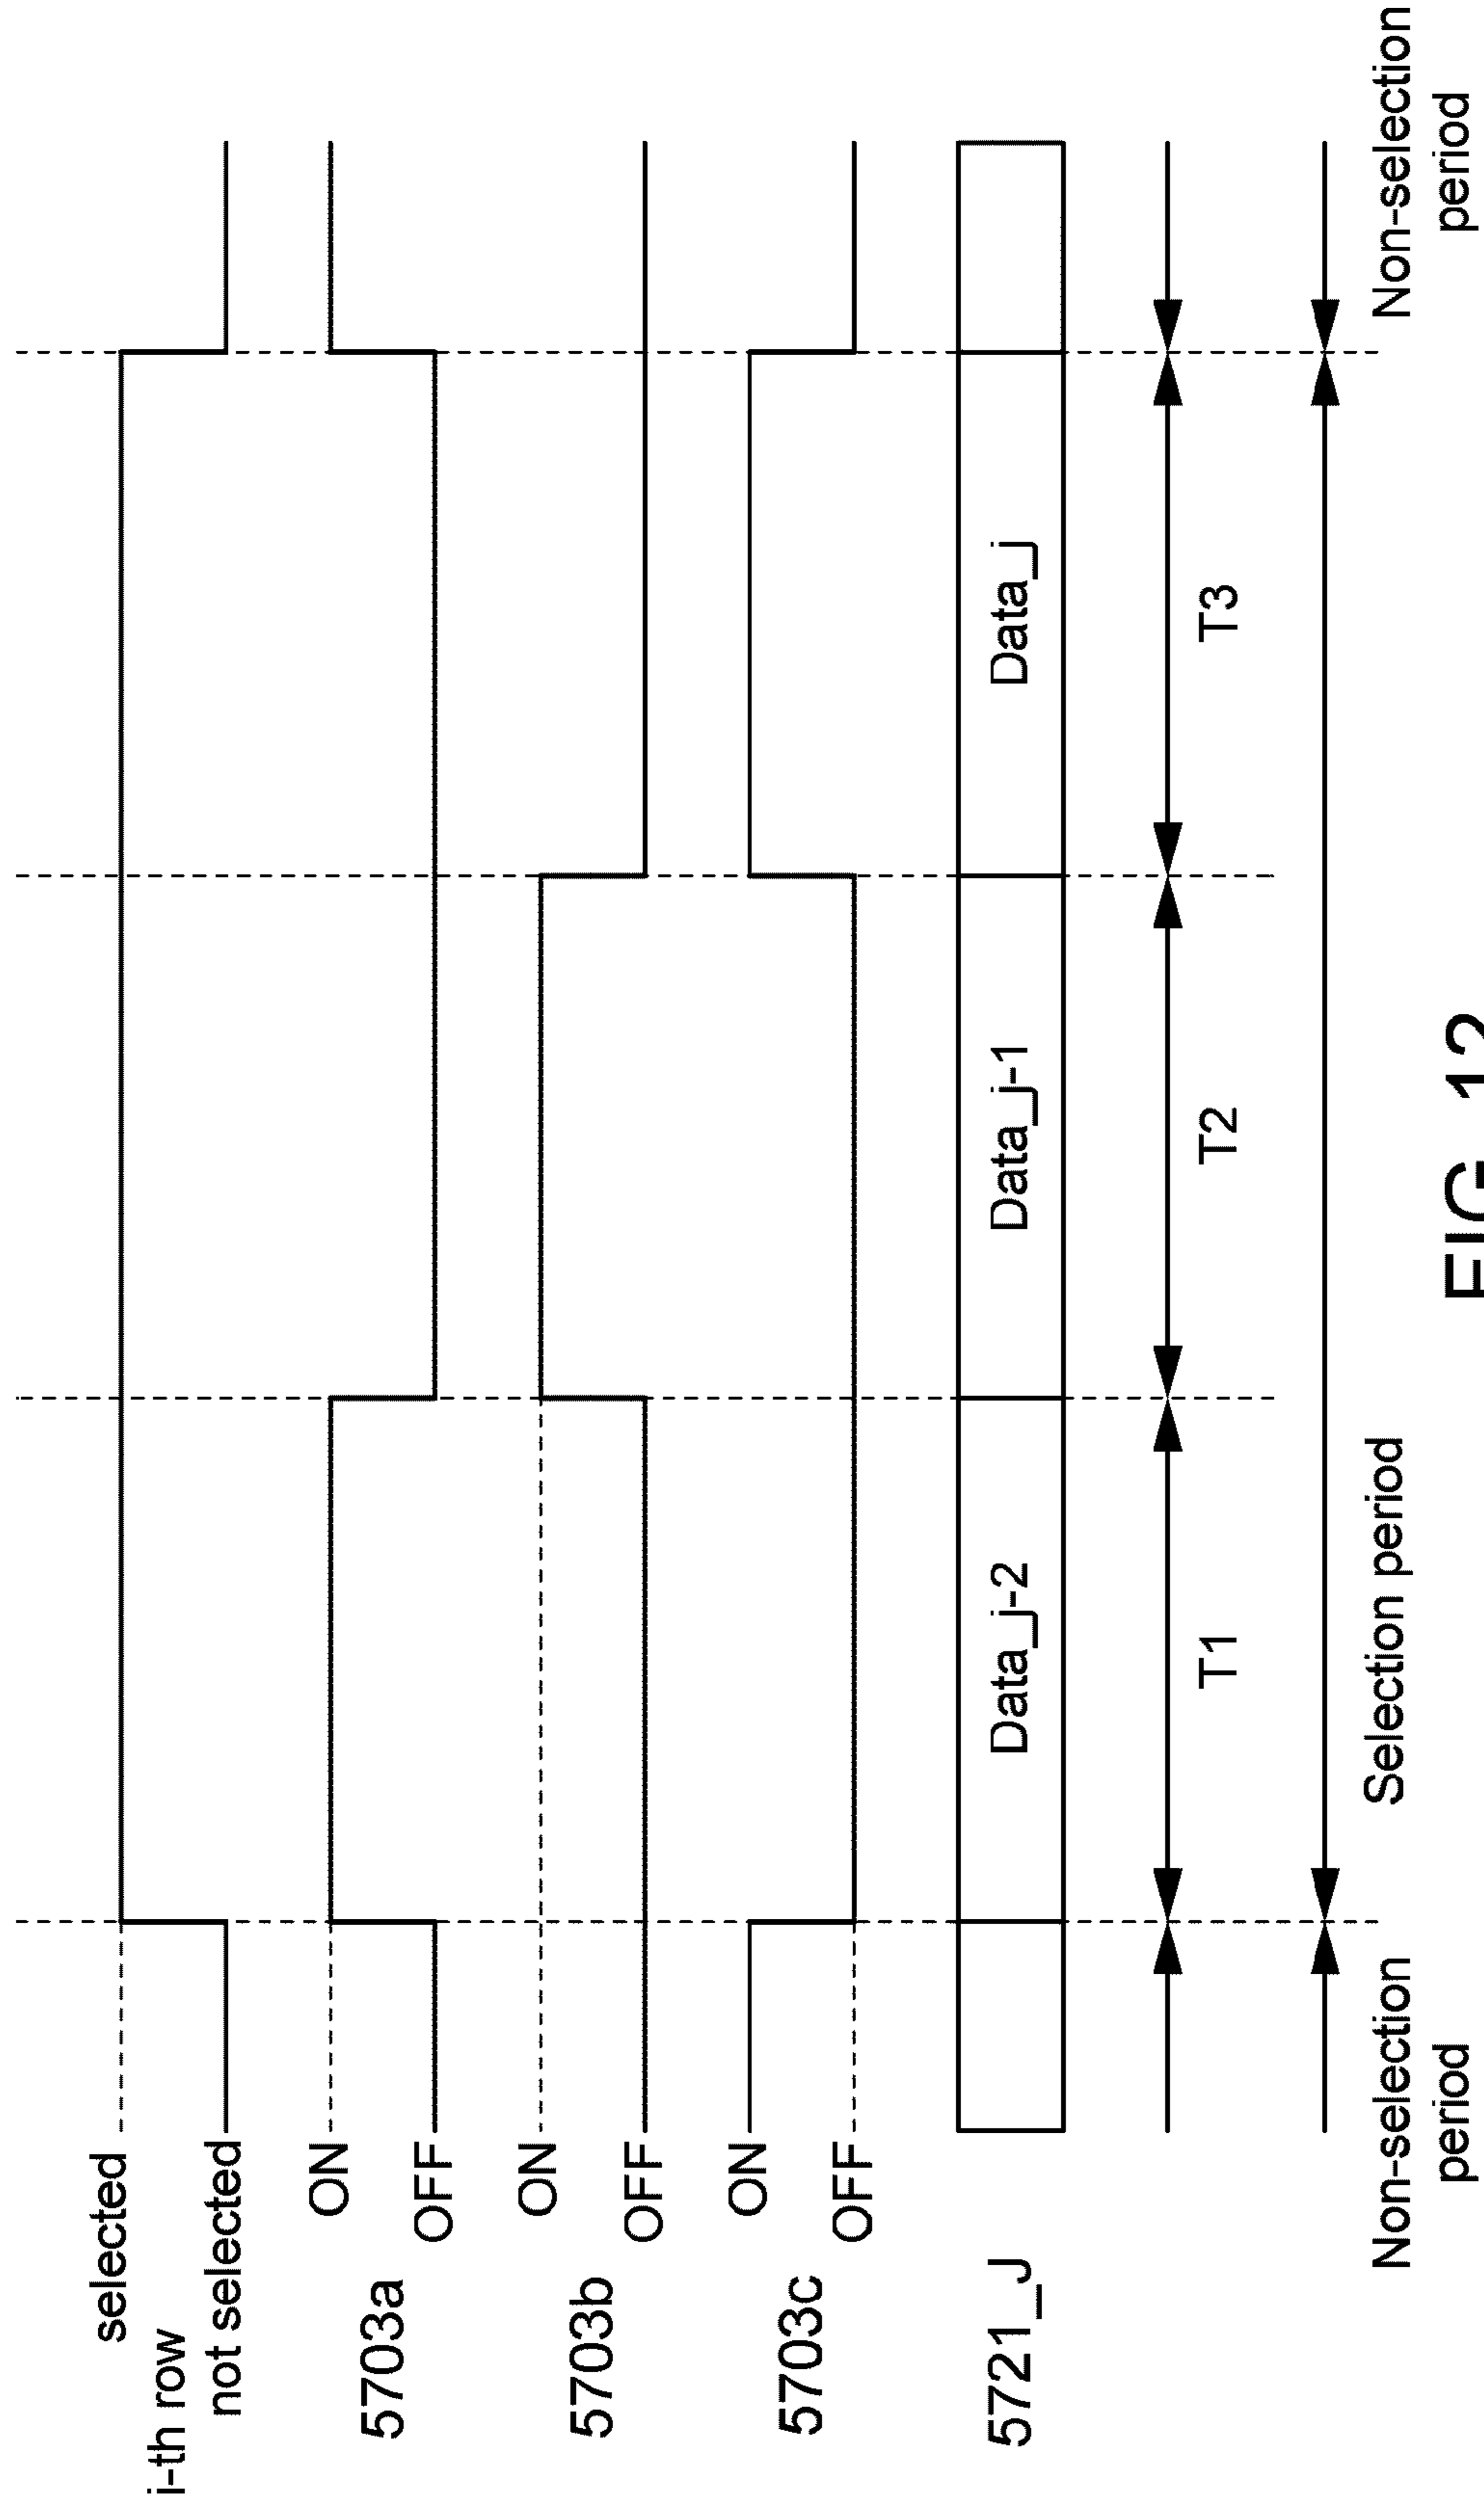 selected
i-th row
not selected
ON
5703a
OFF
ON
5703b
OFF
ON
5703c
OFF
5721_J
Data_j-2
Data_j-1
Data_j
T1
T2
T3
Non-selection
period
Selection period
Non-selection
period